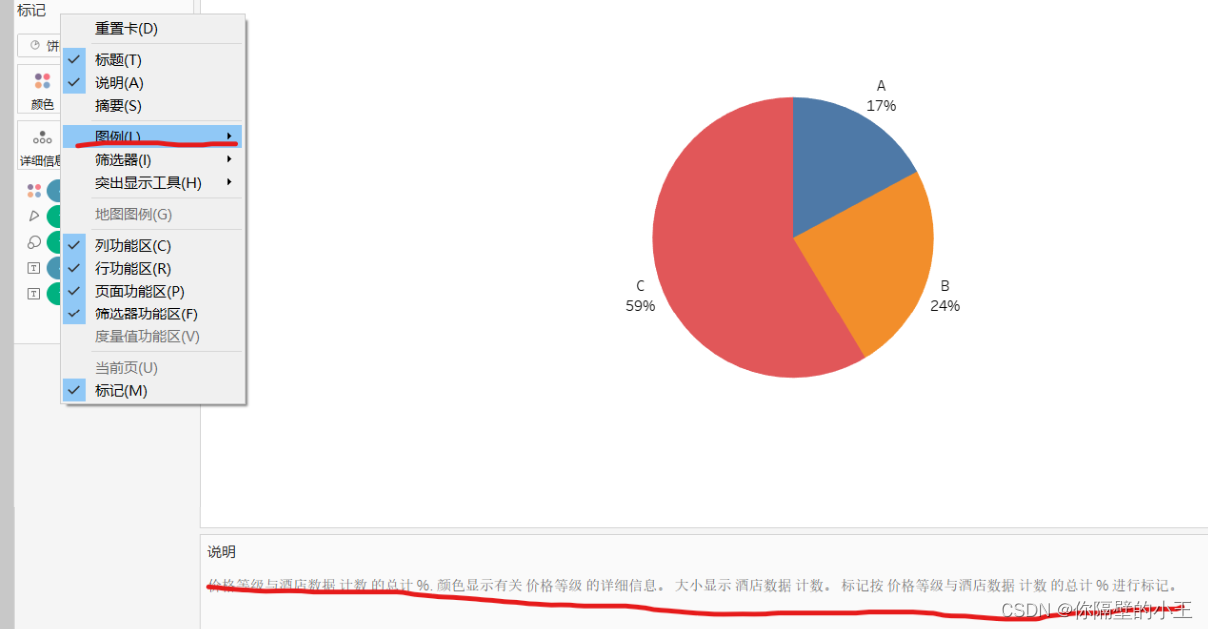 标记
饼
颜色
详细信息
重置卡(D)
标题(T)
说明(A)
摘要(S)
图例(L)
筛选器(I)
突出显示工具(H)
地图图例(G)
列功能区(C)
行功能区(R)
页面功能区(P)
筛选器功能区(F)
度量值功能区(V)
当前页(U)
标记(M)
A
17%
B
24%
C
59%
说明
价格等级与酒店数据 计数 的总计 %. 颜色显示有关 价格等级 的详细信息。 大小显示 酒店数据 计数。 标记按 价格等级与酒店数据 计数 的总计 % 进行标记。
CSDN @你隔壁的小王